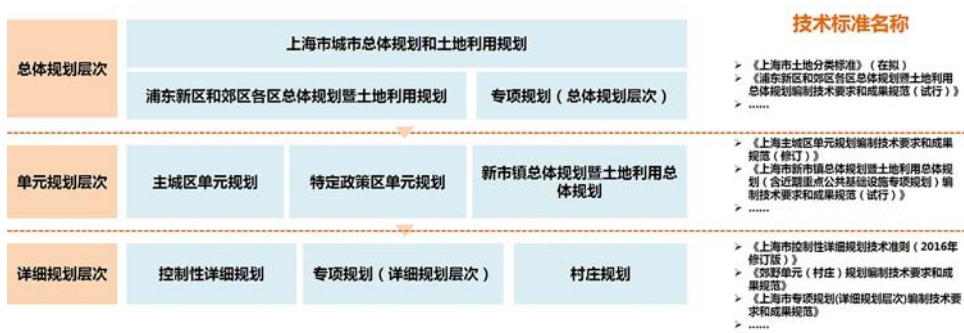 技术标准名称
总体规划层次
上海市城市总体规划和土地利用规划
浦东新区和郊区各区总体规划暨土地利用规划
专项规划（总体规划层次）
《上海市土地分类标准》（在拟）
《浦东新区和郊区各区总体规划暨土地利用
总体规划编制技术要求和成果规范（试行）》
……
单元规划层次
主城区单元规划
特定政策区单元规划
新市镇总体规划暨土地利用总
体规划
《上海主城区单元规划编制技术要求和成果
规范（修订）》
《上海市新市镇总体规划暨土地利用总体规
划（含近期重点公共基础设施专项规划）编
制技术要求和成果规范（试行）》
……
详细规划层次
控制性详细规划
专项规划（详细规划层次）
村庄规划
《上海市控制性详细规划技术准则（2016年
修订版）》
《郊野单元（村庄）规划编制技术要求和成
果规范》
《上海市专项规划(详细规划层次)编制技术要
求和成果规范》
……